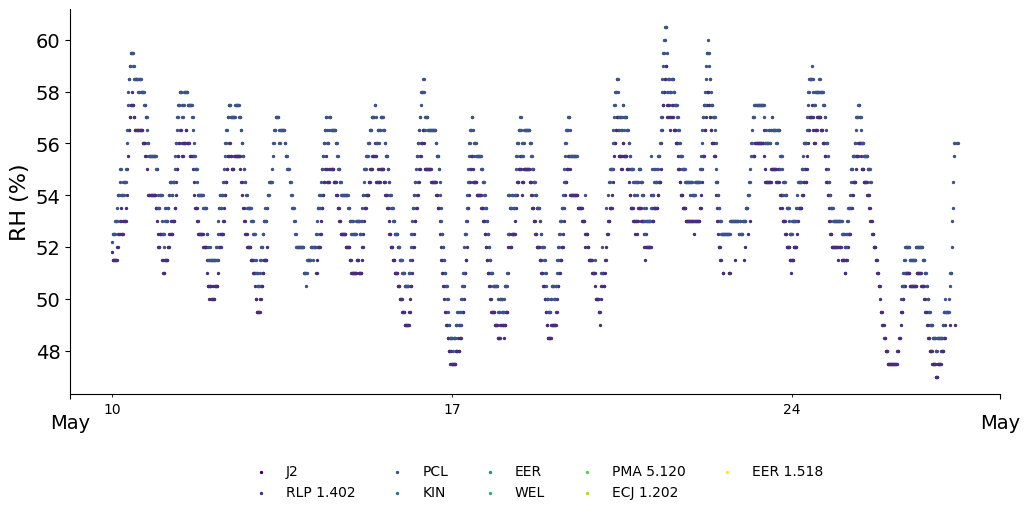 RH (%)
60
58
56
54
52
50
48
10
17
24
May
May
J2
PCL
EER
PMA 5.120
EER 1.518
RLP 1.402
KIN
WEL
ECJ 1.202